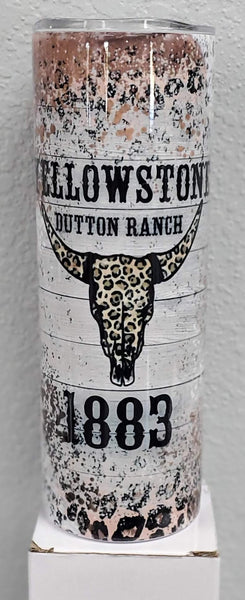 YELLOWSTONE
DUTTON RANCH
1883